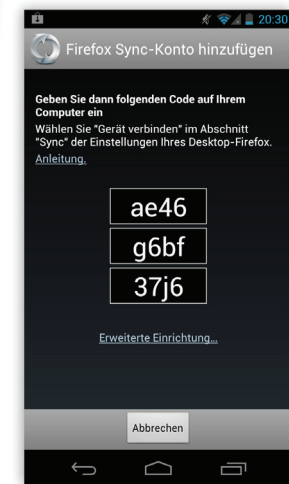 20:30
Firefox Sync-Konto hinzufügen
Geben Sie dann folgenden Code auf Ihrem
Computer ein
Wählen Sie "Gerät verbinden" im Abschnitt
"Sync" der Einstellungen Ihres Desktop-Firefox.
Anleitung.
ae46
g6bf
37j6
Erweiterte Einrichtung...
Abbrechen